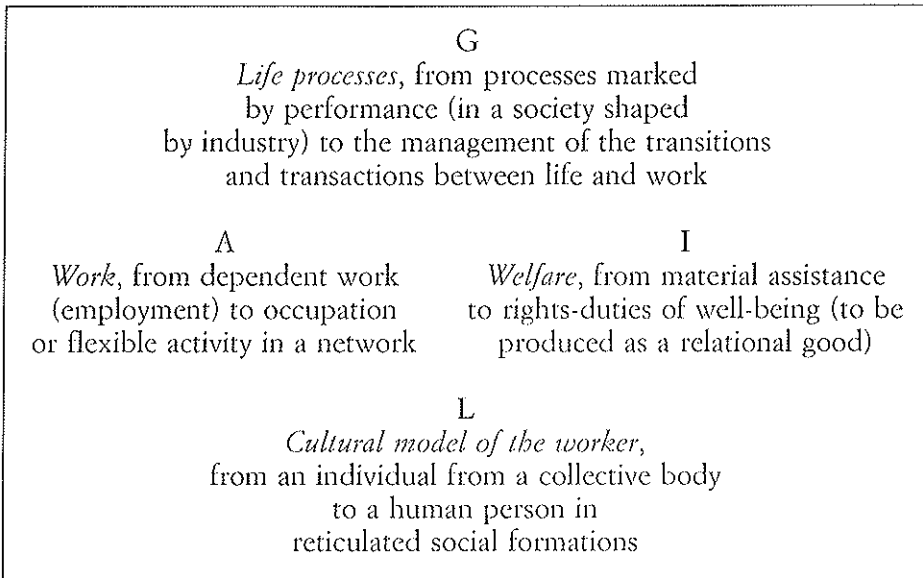 G
Life processes, from processes marked
by performance (in a society shaped
by industry) to the management of the transitions
and transactions between life and work
A
Work, from dependent work
(employment) to occupation
or flexible activity in a network
I
Welfare, from material assistance
to rights-duties of well-being (to be
produced as a relational good)
L
Cultural model of the worker,
from an individual from a collective body
to a human person in
reticulated social formations